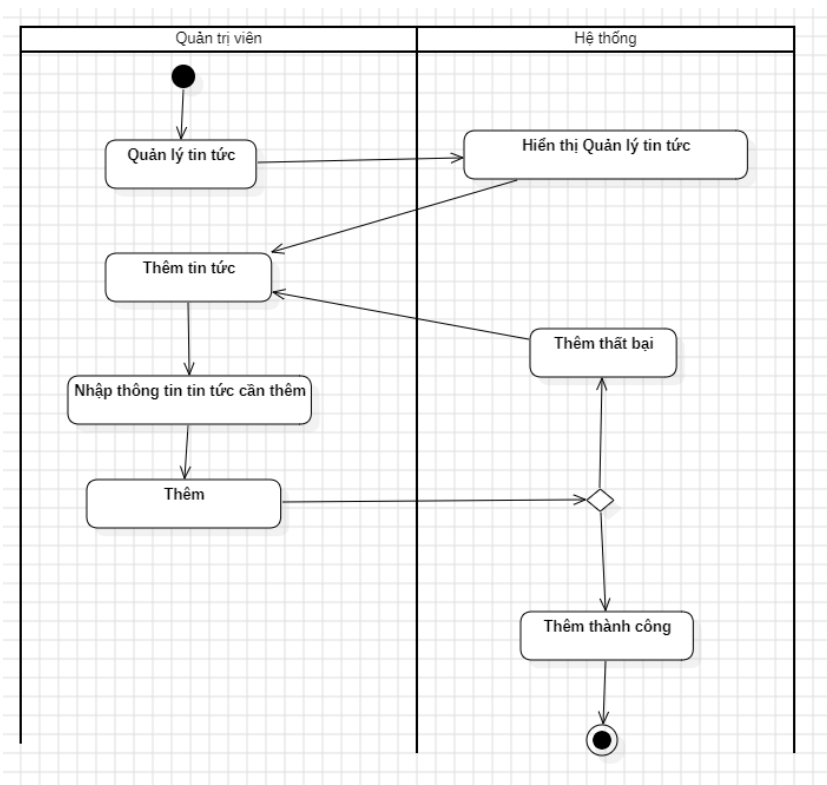 Quản trị viên
Hệ thống
Quản lý tin tức
Hiển thị Quản lý tin tức
Thêm tin tức
Thêm thất bại
Nhập thông tin tin tức cần thêm
Thêm
Thêm thành công